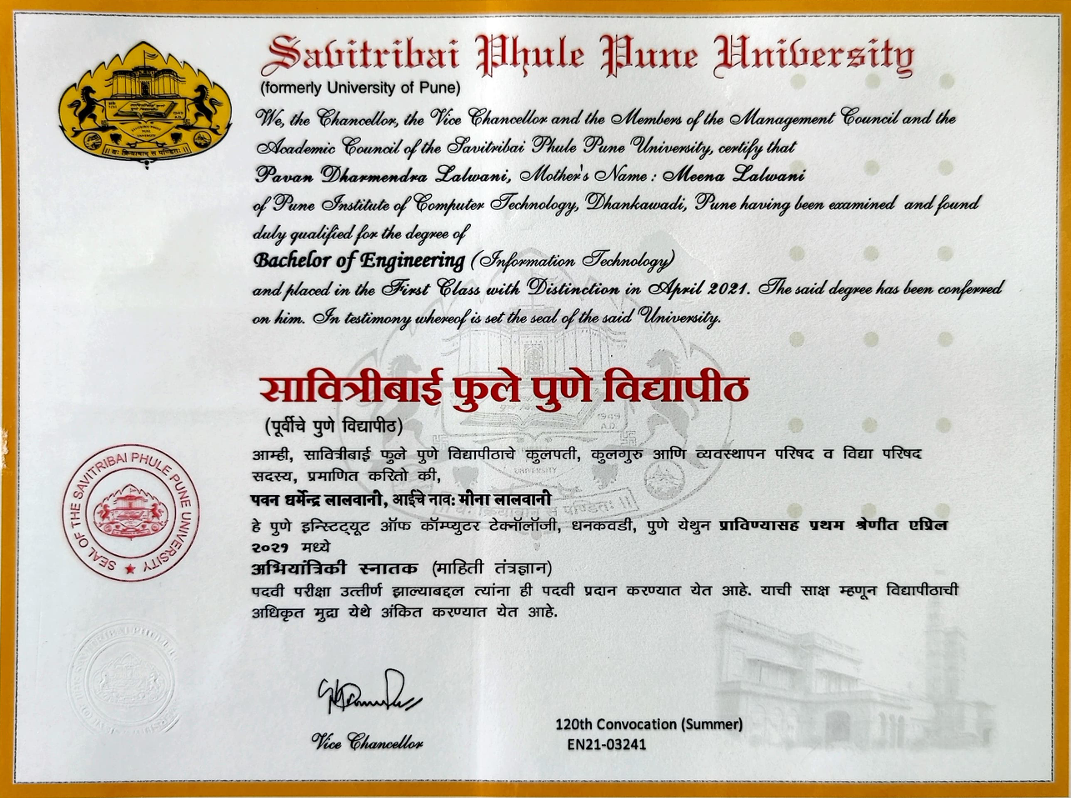 Savitribai Phule Pune University
(formerly University of Pune)
We, the Chancellor, the Vice Chancellor and the Members of the Management Council and the
Academic Council of the Savitribai Phule Pune University, certify that
Pavan Dharmendra Lalwani, Mother's Name : Meena Lalwani
of Pune Institute of Computer Technology, Dhankawadi, Pune having been examined and found
duly qualified for the degree of
Bachelor of Engineering (Information Technology)
and placed in the First Class with Distinction in April 2021. The said degree has been conferred
on him. In testimony whereof is set the seal of the said University.
सावित्रीबाई फुले पुणे विद्यापीठ
(पूर्वीचे पुणे विद्यापीठ)
आम्ही, सावित्रीबाई फुले पुणे विद्यापीठाचे कुलपती, कुलगुरु आणि व्यवस्थापन परिषद व विद्या परिषद
सदस्य, प्रमाणित करितो की,
पवन धर्मेन्द्र लालवानी, आईचे नाव: मीना लालवानी
हे पुणे इन्स्टिट्यूट ऑफ कॉम्प्युटर टेक्नॉलॉजी, धनकवडी, पुणे येथुन प्राविण्यासह प्रथम श्रेणीत एप्रिल
२०२१ मध्ये
अभियांत्रिकी स्नातक (माहिती तंत्रज्ञान)
पदवी परीक्षा उत्तीर्ण झाल्याबद्दल त्यांना ही पदवी प्रदान करण्यात येत आहे. याची साक्ष म्हणून विद्यापीठाची
अधिकृत मुद्रा येथे अंकित करण्यात येत आहे.
SEAL OF THE SAVITRIBAI PHULE PUNE UNIVERSITY
Vice Chancellor
120th Convocation (Summer)
EN21-03241